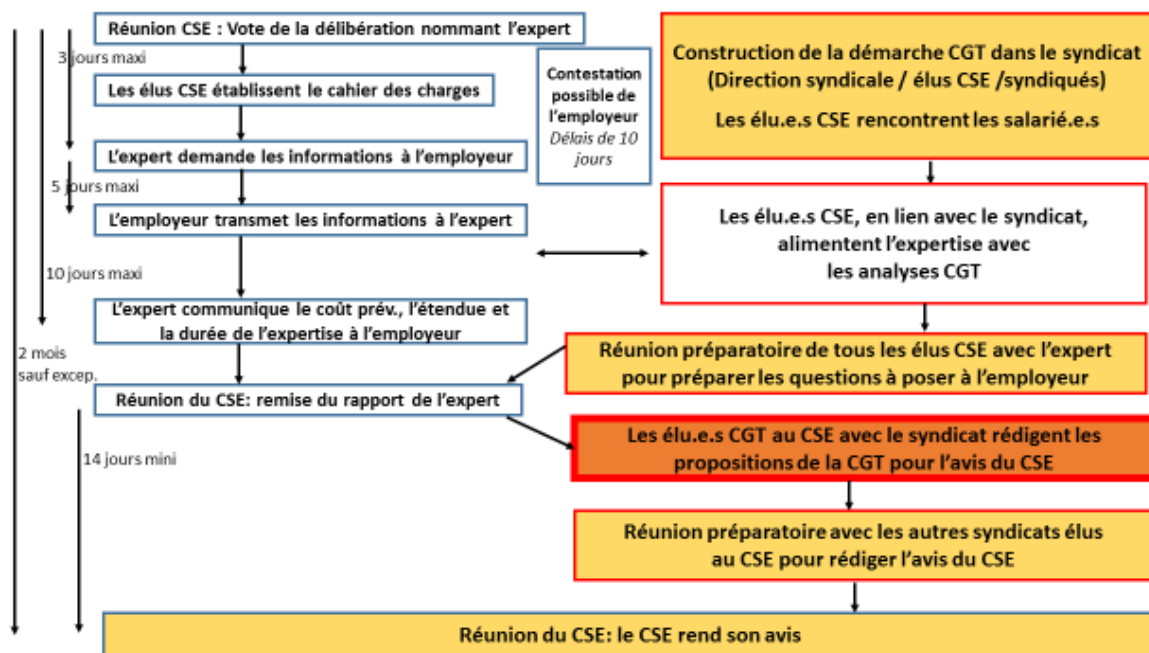 Réunion CSE : Vote de la délibération nommant l'expert
3 jours maxi
Les élus CSE établissent le cahier des charges
L'expert demande les informations à l'employeur
5 jours maxi
L'employeur transmet les informations à l'expert
10 jours maxi
L'expert communique le coût prév., l'étendue et
la durée de l'expertise à l'employeur
2 mois
sauf excep.
Réunion du CSE: remise du rapport de l'expert
14 jours mini
Contestation
possible de
l'employeur
Délais de 10
jours
Construction de la démarche CGT dans le syndicat
(Direction syndicale / élus CSE /syndiqués)
Les élu.e.s CSE rencontrent les salarié.e.s
Les élu.e.s CSE, en lien avec le syndicat,
alimentent l'expertise avec
les analyses CGT
Réunion préparatoire de tous les élus CSE avec l'expert
pour préparer les questions à poser à l'employeur
Les élu.e.s CGT au CSE avec le syndicat rédigent les
propositions de la CGT pour l'avis du CSE
Réunion préparatoire avec les autres syndicats élus
au CSE pour rédiger l'avis du CSE
Réunion du CSE: le CSE rend son avis